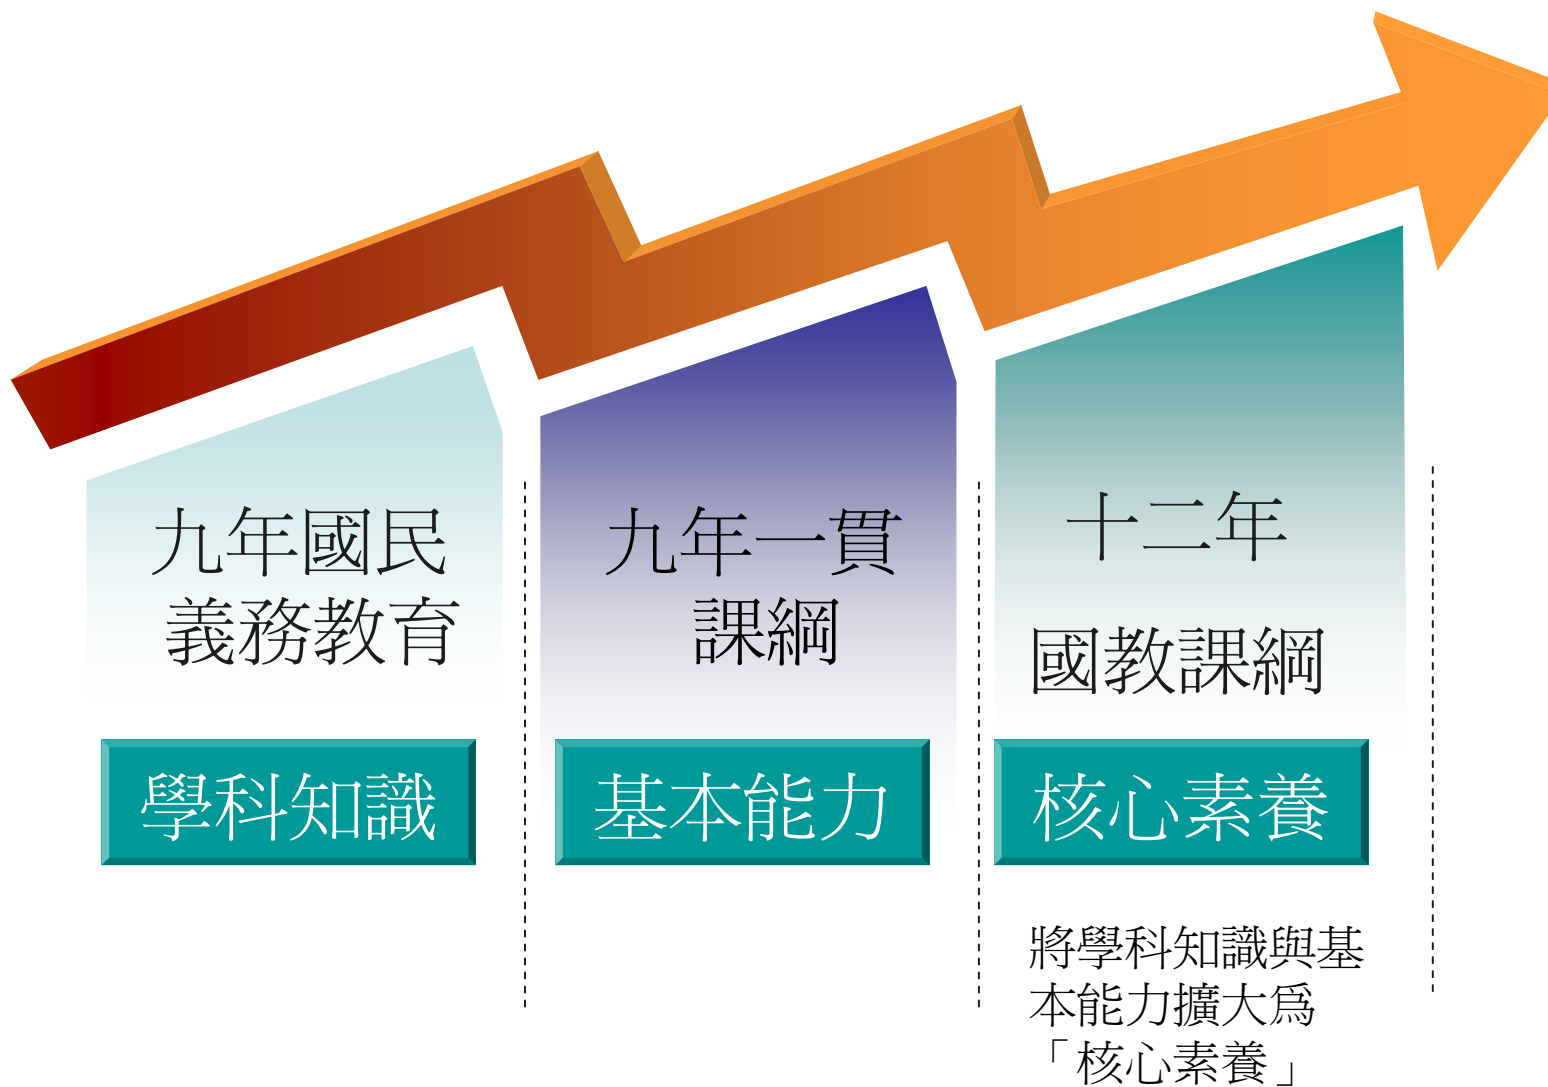 九年國民
義務教育
學科知識
九年一貫
課綱
基本能力
十二年
國教課綱
核心素養
將學科知識與基
本能力擴大爲
「核心素養」